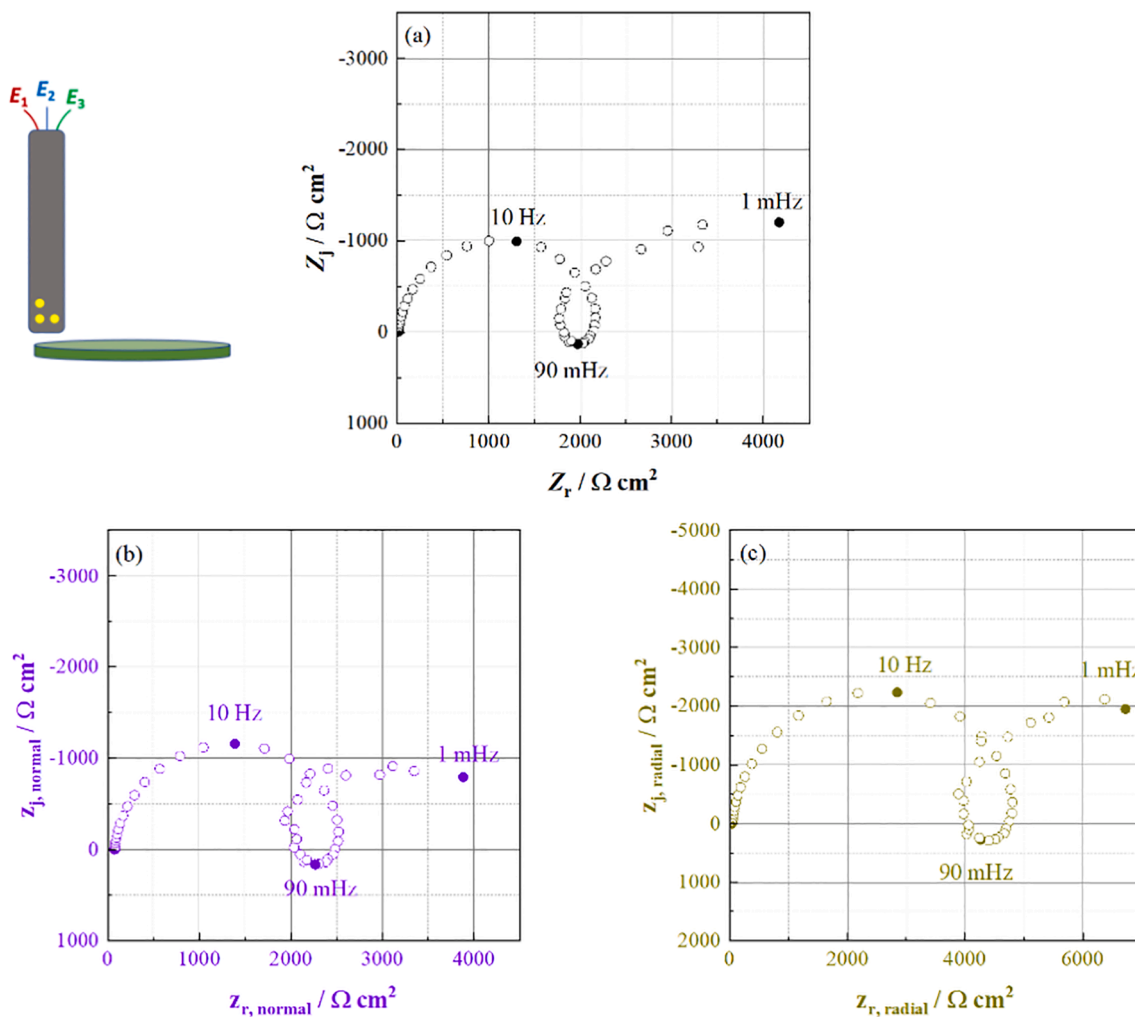 E1 E2 E3
(a)
-3000
-2000
-1000
0
1000
Zj / Ω cm²
10 Hz
1 mHz
90 mHz
0 1000 2000 3000 4000
Zr / Ω cm²
(b)
-3000
-2000
-1000
0
1000
zj, normal / Ω cm²
10 Hz
1 mHz
90 mHz
0 1000 2000 3000 4000
zr, normal / Ω cm²
(c)
-5000
-4000
-3000
-2000
-1000
0
1000
2000
zj, radial / Ω cm²
10 Hz
1 mHz
90 mHz
0 2000 4000 6000
zr, radial / Ω cm²